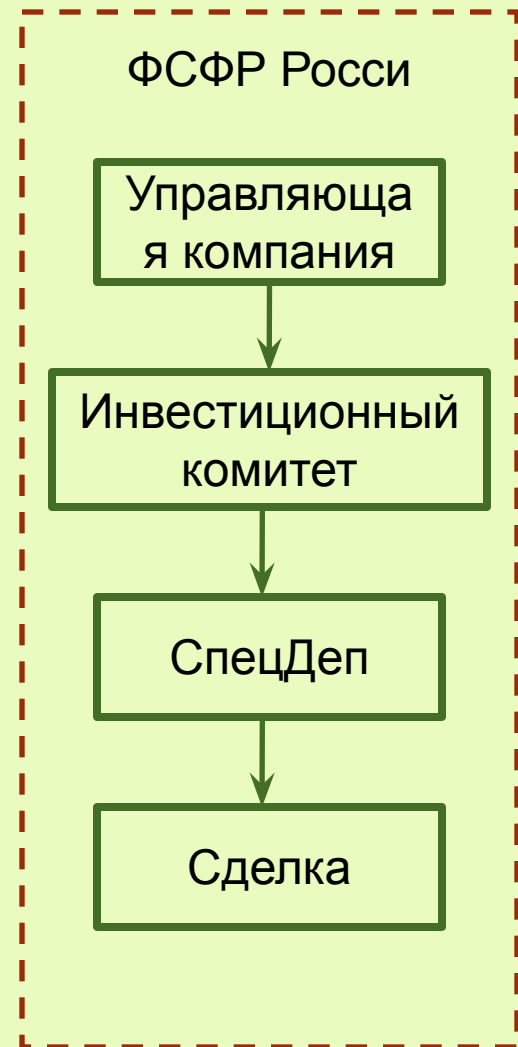 ФСФР Росси
Управляюща
я компания
Инвестиционный
комитет
СпецДеп
Сделка